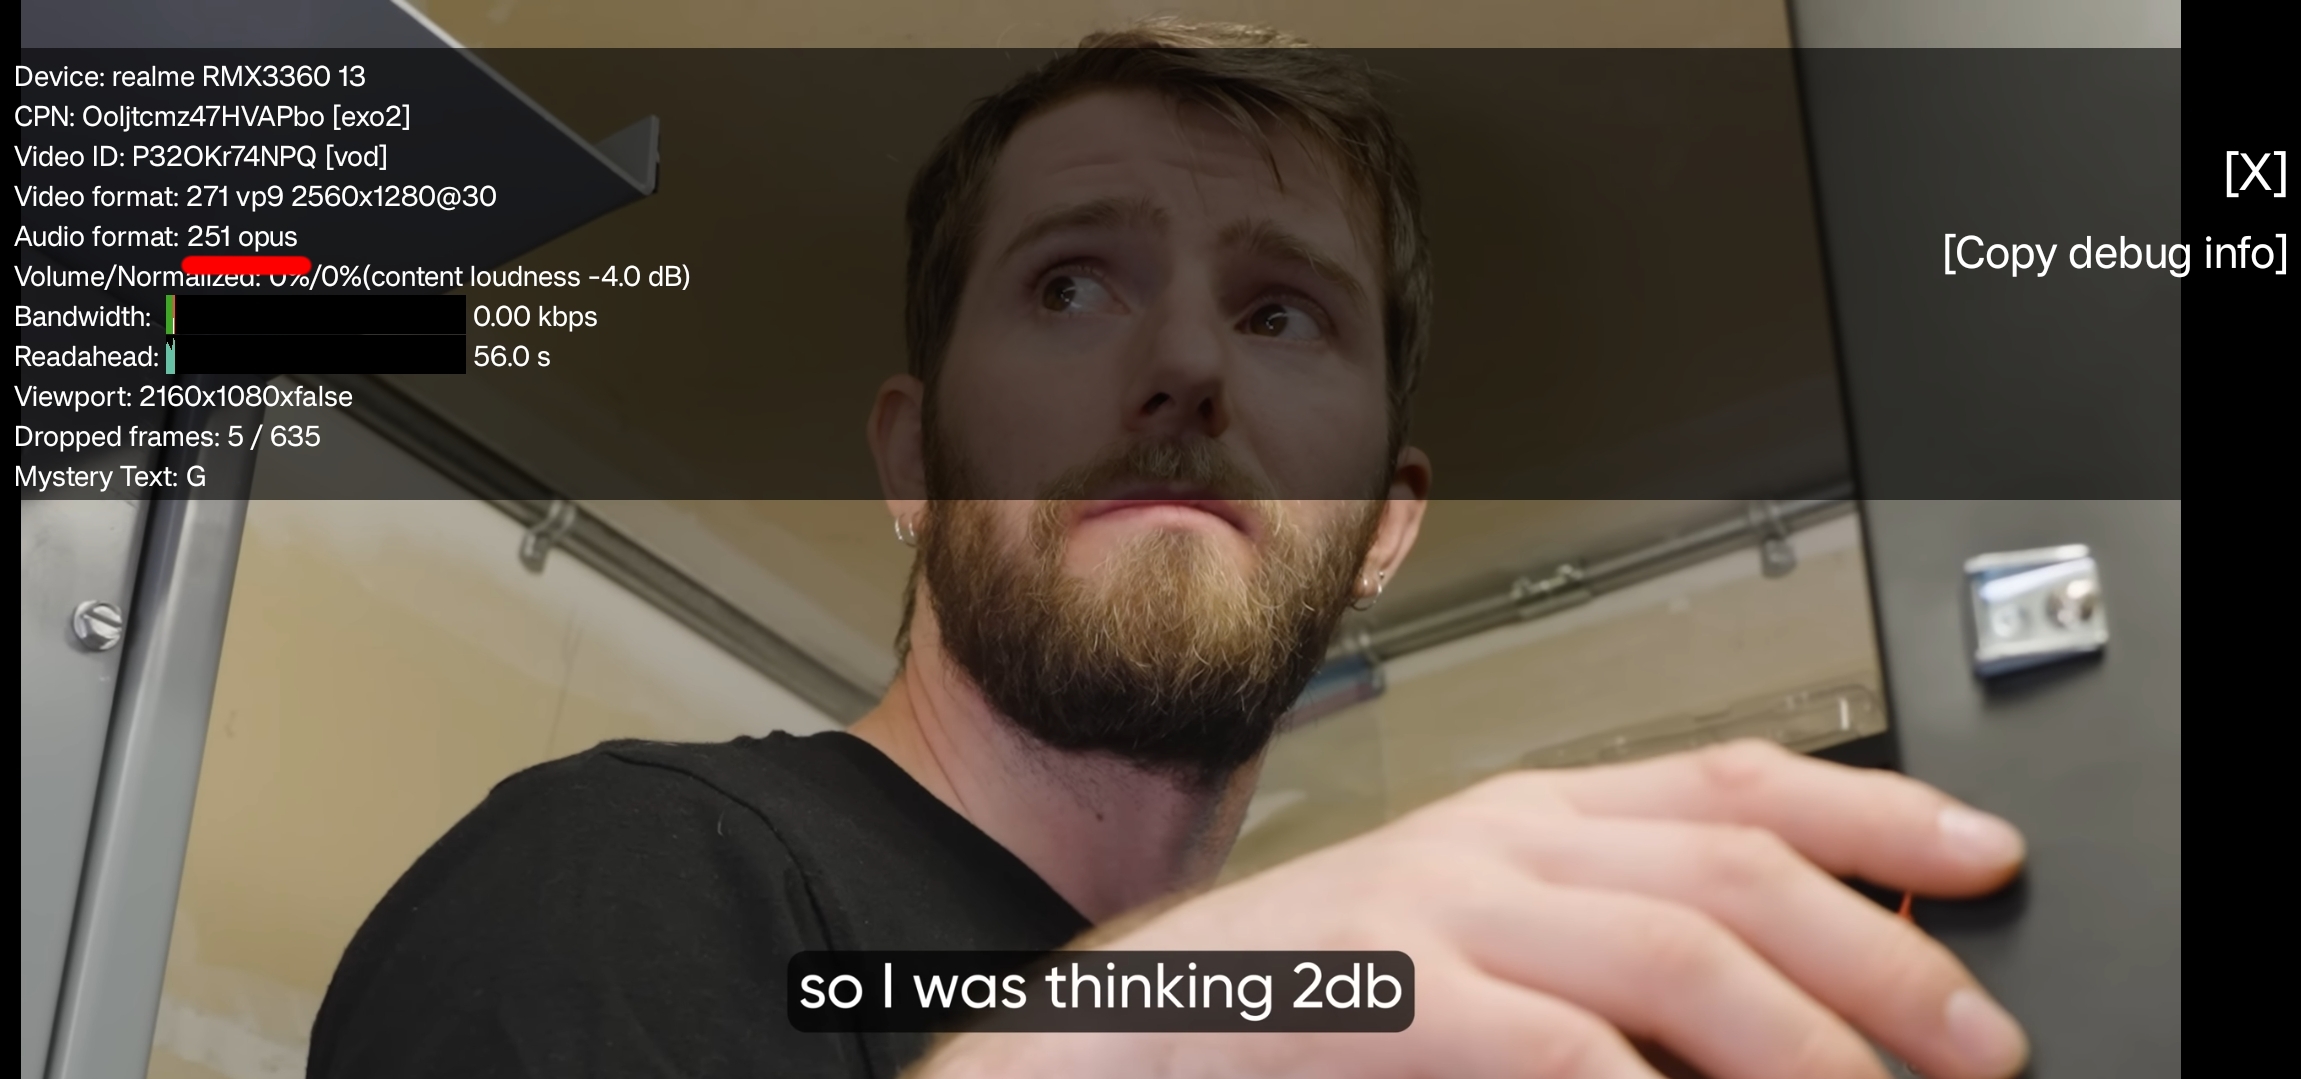 Device: realme RMX3360 13
CPN: Ooljtcmz47HVAPbo [exo2]
Video ID: P32OKr74NPQ [vod]
[X]
Video format: 271 vp9 2560x1280@30
Audio format: 251 opus
[Copy debug info]
Volume/Normalized: 0%/0%(content loudness -4.0 dB)
Bandwidth: 0.00 kbps
Readahead: 56.0 s
Viewport: 2160x1080xfalse
Dropped frames: 5 / 635
Mystery Text: G
so I was thinking 2db